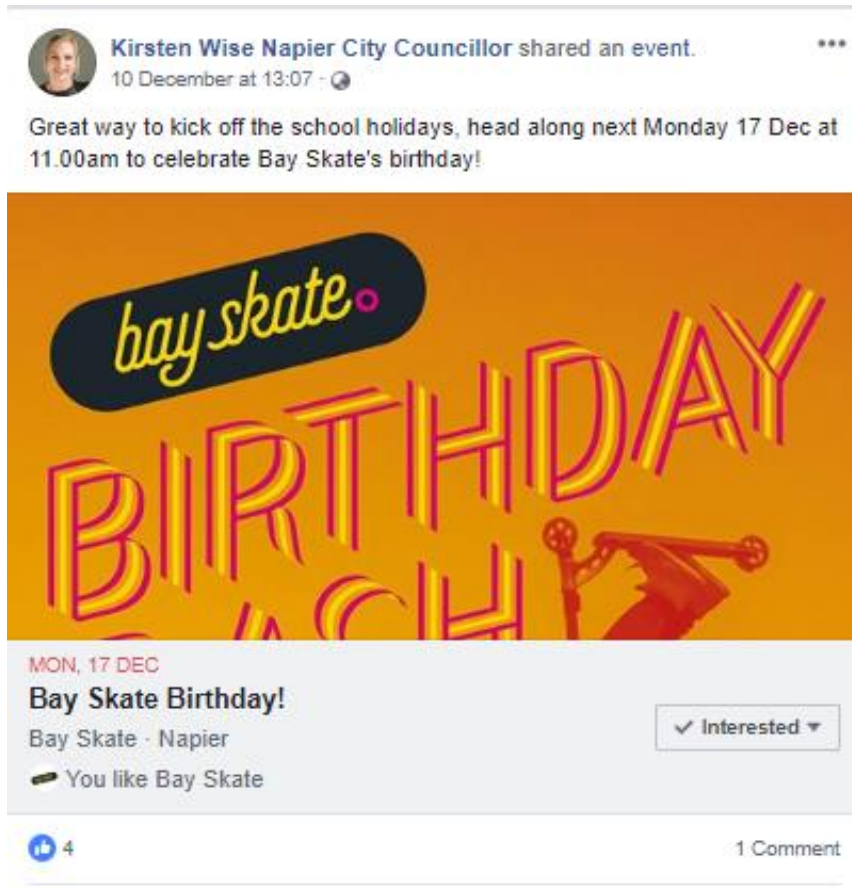 Kirsten Wise Napier City Councillor shared an event.
10 December at 13:07 ·
Great way to kick off the school holidays, head along next Monday 17 Dec at
11.00am to celebrate Bay Skate's birthday!
bay skate
BIRTHDAY
BASH
MON, 17 DEC
Bay Skate Birthday!
Bay Skate · Napier
Interested
You like Bay Skate
4
1 Comment